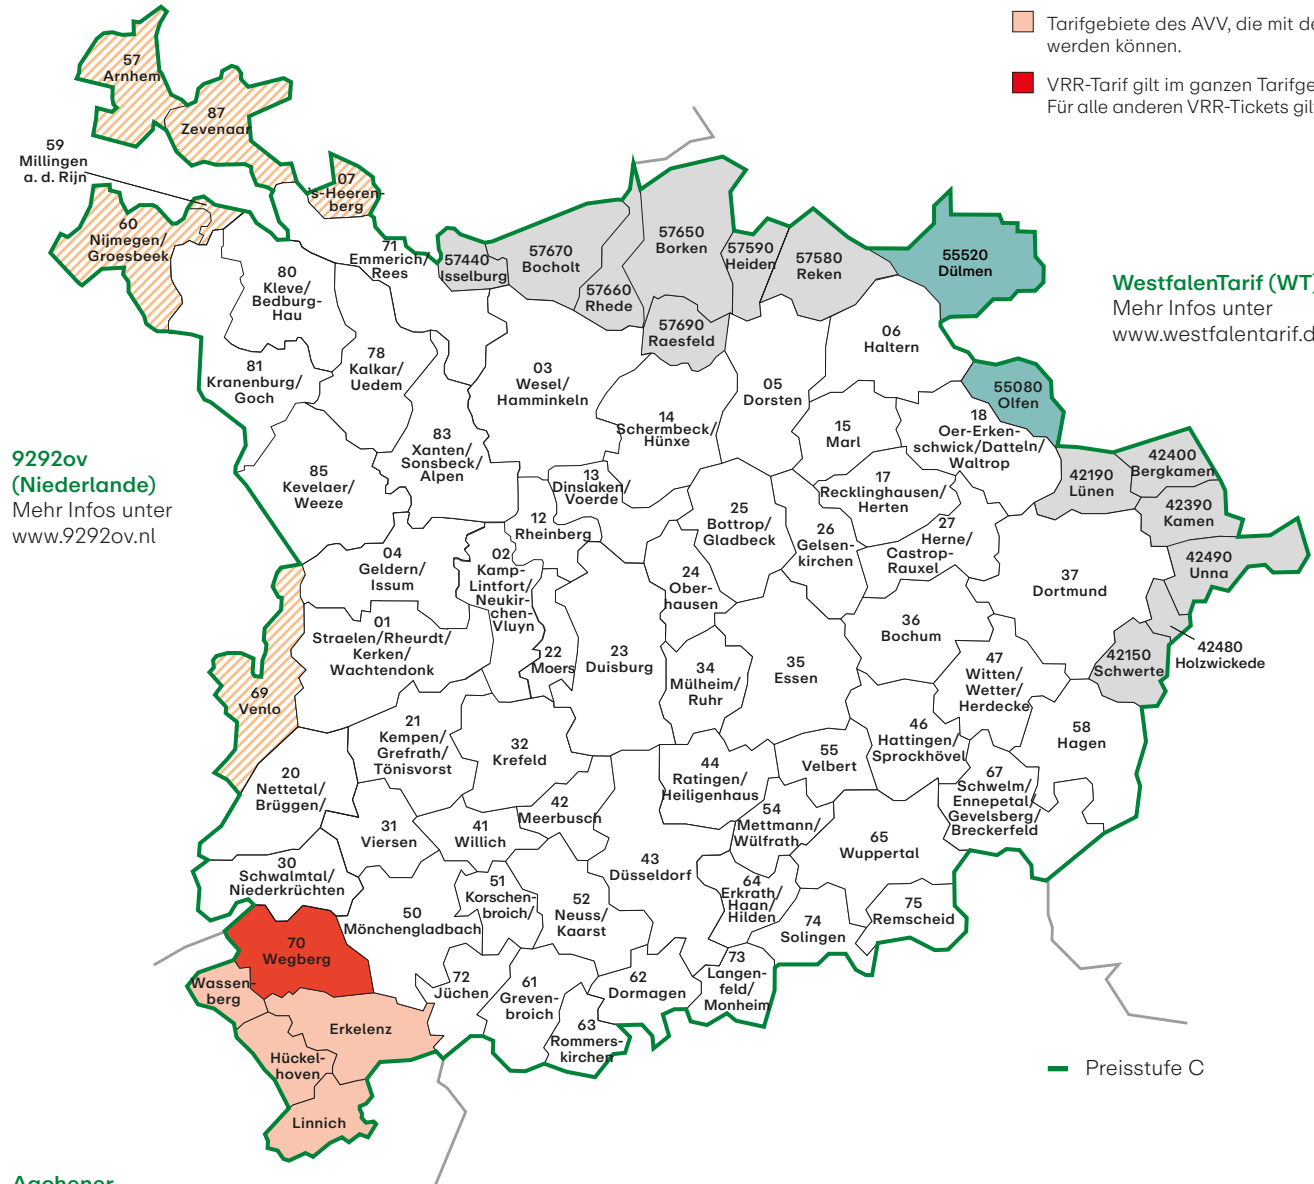 Tarifgebiete des AVV, die mit de
werden können.
VRR-Tarif gilt im ganzen Tarifge
Für alle anderen VRR-Tickets gil
57
Arnhem
87
Zevenaar
59
Millingen
a. d. Rijn
07
's-Heeren-
berg
60
Nijmegen/
Groesbeek
71
Emmerich/
Rees
57440
Isselburg
57670
Bocholt
57660
Rhede
57650
Borken
57590
Heiden
57580
Reken
57690
Raesfeld
55520
Dülmen
WestfalenTarif (WT)
Mehr Infos unter
www.westfalentarif.d
80
Kleve/
Bedburg-
Hau
81
Kranenburg/
Goch
78
Kalkar/
Uedem
03
Wesel/
Hamminkeln
05
Dorsten
06
Haltern
55080
Olfen
14
Schermbeck/
Hünxe
15
Marl
18
Oer-Erken-
schwick/Datteln/
Waltrop
83
Xanten/
Sonsbeck/
Alpen
9292ov
(Niederlande)
Mehr Infos unter
www.9292ov.nl
85
Kevelaer/
Weeze
13
Dinslaken/
Voerde
17
Recklinghausen/
Herten
42190
Lünen
42400
Bergkamen
42390
Kamen
42490
Unna
12
Rheinberg
25
Bottrop/
Gladbeck
26
Gelsen-
kirchen
27
Herne/
Castrop-
Rauxel
04
Geldern/
Issum
02
Kamp-
Lintfort/
Neukir-
chen-
Vluyn
24
Ober-
hausen
37
Dortmund
01
Straelen/Rheurdt/
Kerken/
Wachtendonk
22
Moers
23
Duisburg
34
Mülheim/
Ruhr
35
Essen
36
Bochum
47
Witten/
Wetter/
Herdecke
42150
Schwerte
42480
Holzwickede
69
Venlo
21
Kempen/
Grefrath/
Tönisvorst
32
Krefeld
44
Ratingen/
Heiligenhaus
55
Velbert
46
Hattingen/
Sprockhövel
58
Hagen
20
Nettetal/
Brüggen/
67
Schwelm/
Ennepetal/
Gevelsberg/
Breckerfeld
31
Viersen
41
Willich
42
Meerbusch
54
Mettmann/
Wülfrath
65
Wuppertal
30
Schwalmtal/
Niederkrüchten
43
Düsseldorf
51
Korschen-
broich/
52
Neuss/
Kaarst
64
Erkrath/
Haan/
Hilden
50
Mönchengladbach
74
Solingen
75
Remscheid
70
Wegberg
72
Jüchen
61
Greven-
broich
62
Dormagen
73
Langen-
feld/
Monheim
63
Rommers-
kirchen
Wassen-
berg
Erkelenz
Hückel-
hoven
Linnich
Preisstufe C
Aachener